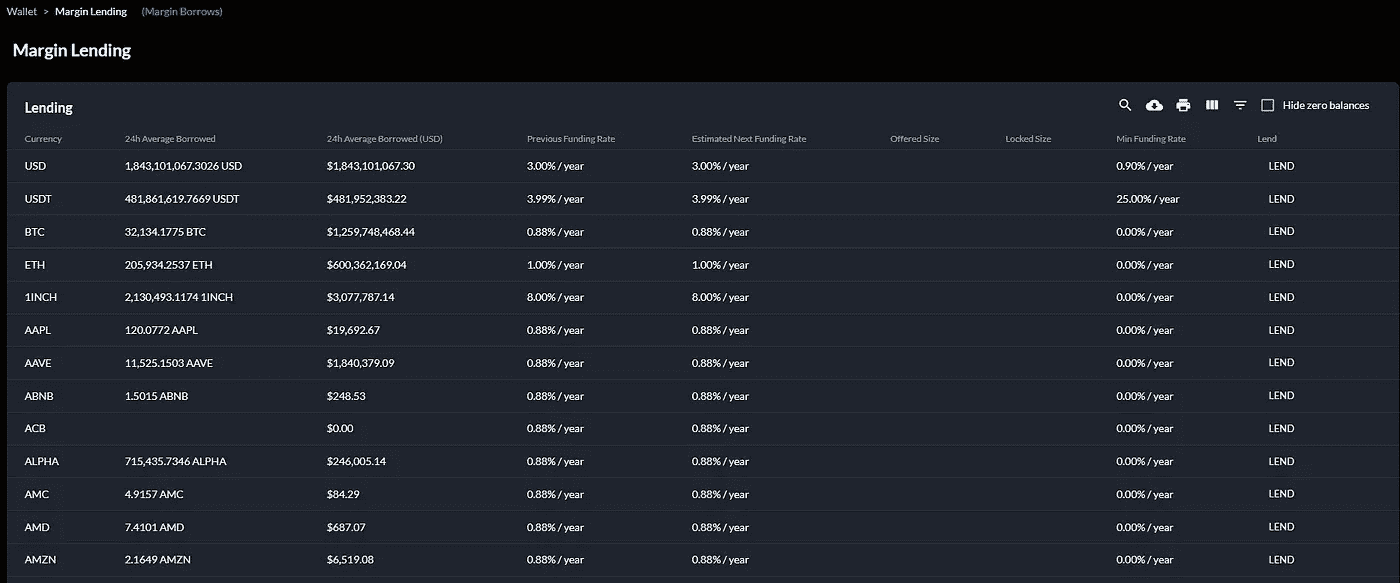 Wallet > Margin Lending (Margin Borrows)
Margin Lending
Lending Hide zero balances
Currency 24h Average Borrowed 24h Average Borrowed (USD) Previous Funding Rate Estimated Next Funding Rate Offered Size Locked Size Min Funding Rate Lend
USD 1,843,101,067.3026 USD $1,843,101,067.30 3.00% / year 3.00% / year 0.90% / year LEND
USDT 481,861,619.7669 USDT $481,952,383.22 3.99% / year 3.99% / year 25.00% / year LEND
BTC 32,134.1775 BTC $1,259,748,468.44 0.88% / year 0.88% / year 0.00% / year LEND
ETH 205,934.2537 ETH $600,362,169.04 1.00% / year 1.00% / year 0.00% / year LEND
1INCH 2,130,493.1174 1INCH $3,077,787.14 8.00% / year 8.00% / year 0.00% / year LEND
AAPL 120.0772 AAPL $19,692.67 0.88% / year 0.88% / year 0.00% / year LEND
AAVE 11,525.1503 AAVE $1,840,379.09 0.88% / year 0.88% / year 0.00% / year LEND
ABNB 1.5015 ABNB $248.53 0.88% / year 0.88% / year 0.00% / year LEND
ACB $0.00 0.88% / year 0.88% / year 0.00% / year LEND
ALPHA 715,435.7346 ALPHA $246,005.14 0.88% / year 0.88% / year 0.00% / year LEND
AMC 4.9157 AMC $84.29 0.88% / year 0.88% / year 0.00% / year LEND
AMD 7.4101 AMD $687.07 0.88% / year 0.88% / year 0.00% / year LEND
AMZN 2.1649 AMZN $6,519.08 0.88% / year 0.88% / year 0.00% / year LEND